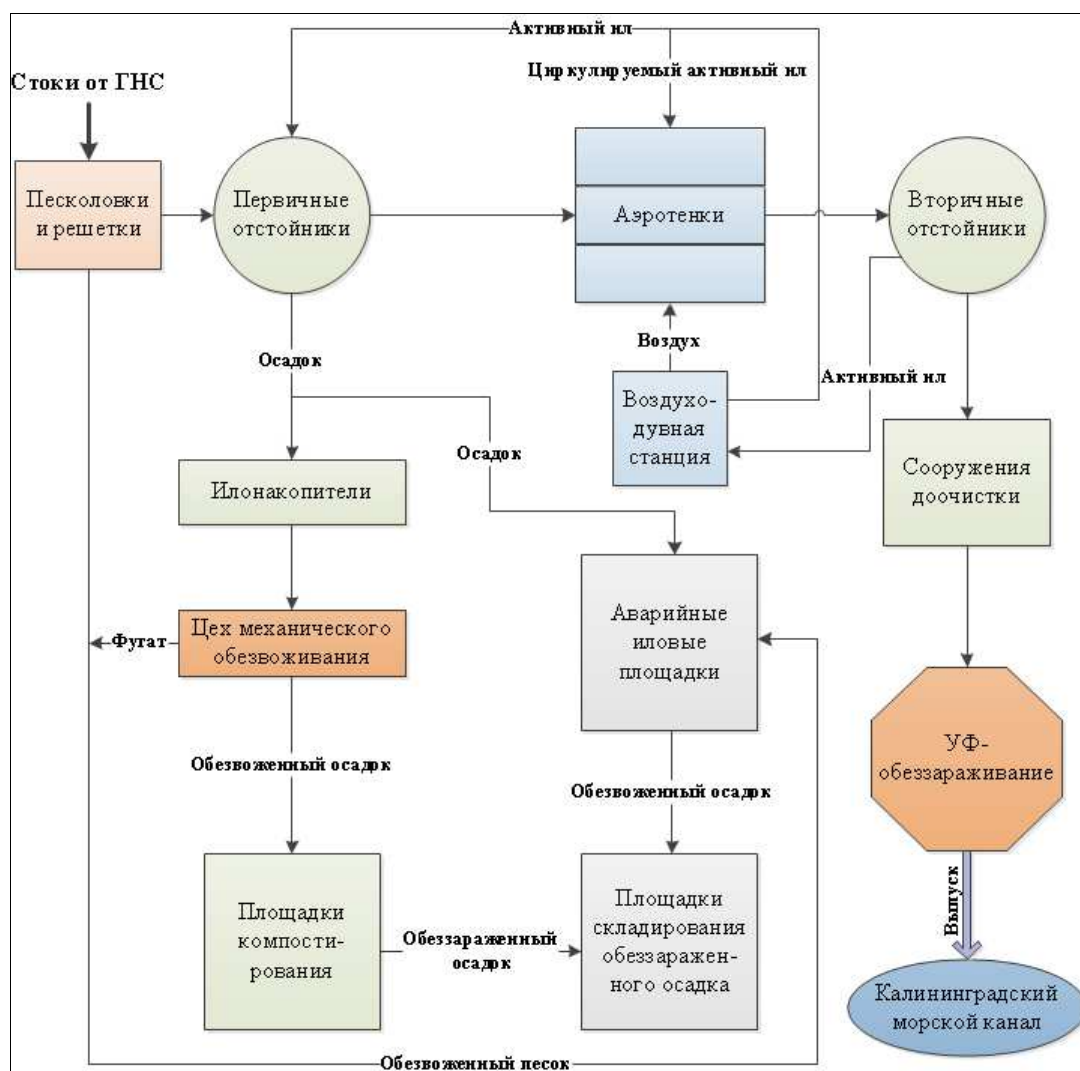 Активный ил
Циркулируемый активный ил
Стоки от ГНС
Песколовки
и решетки
Первичные
отстойники
Аэротенки
Вторичные
отстойники
Воздух
Осадок
Активный ил
Воздухо-
дувная
станция
Осадок
Сооружения
доочистки
Илонакопители
Аварийные
иловые
площадки
Фугат
Цех механического
обезвоживания
УФ-
обеззараживание
Обезвоженный осадок
Обезвоженный осадок
Выпуск
Площадки
компости-
рования
Обеззараженный
осадок
Площадки
складирования
обеззаражен-
ного осадка
Калининградский
морской канал
Обезвоженный песок